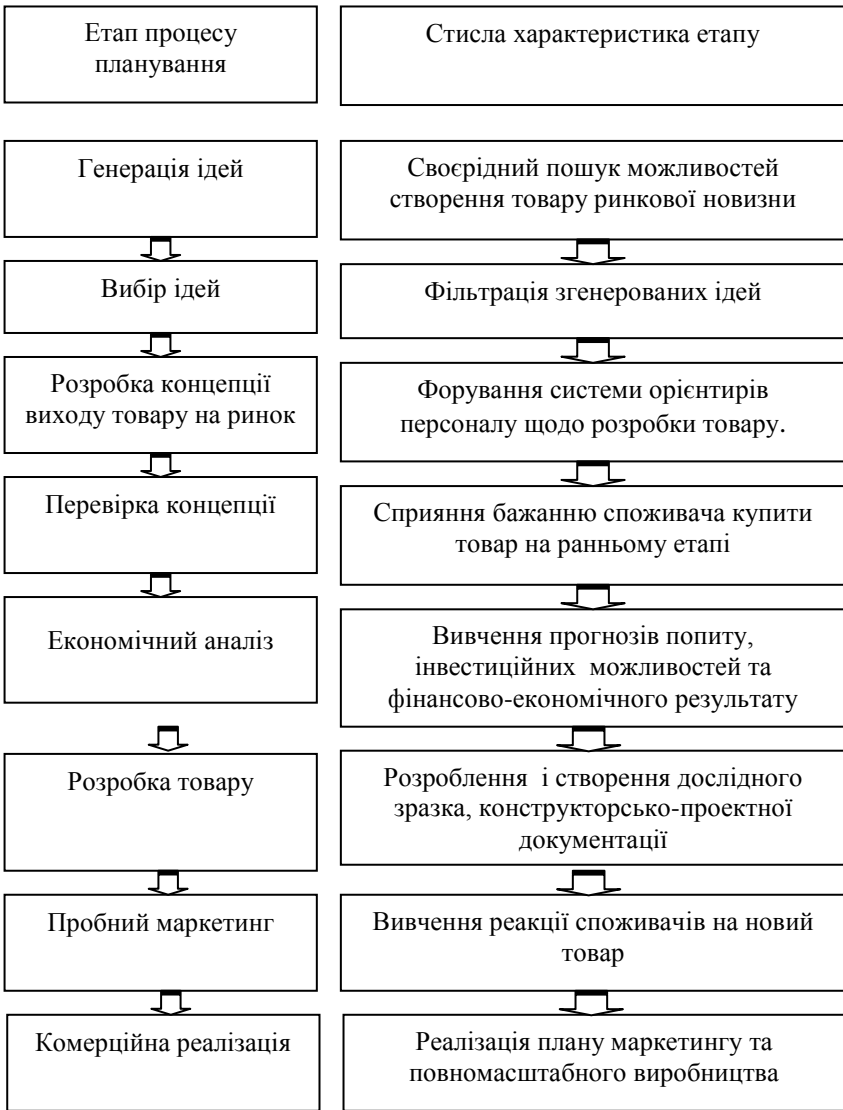 Етап процесу
планування
Стисла характеристика етапу
Генерація ідей
Своєрідний пошук можливостей
створення товару ринкової новизни
Вибір ідей
Фільтрація згенерованих ідей
Розробка концепції
виходу товару на ринок
Форування системи орієнтирів
персоналу щодо розробки товару.
Перевірка концепції
Сприяння бажанню споживача купити
товар на ранньому етапі
Економічний аналіз
Вивчення прогнозів попиту,
інвестиційних можливостей та
фінансово-економічного результату
Розробка товару
Розроблення і створення дослідного
зразка, конструкторсько-проектної
документації
Пробний маркетинг
Вивчення реакції споживачів на новий
товар
Комерційна реалізація
Реалізація плану маркетингу та
повномасштабного виробництва